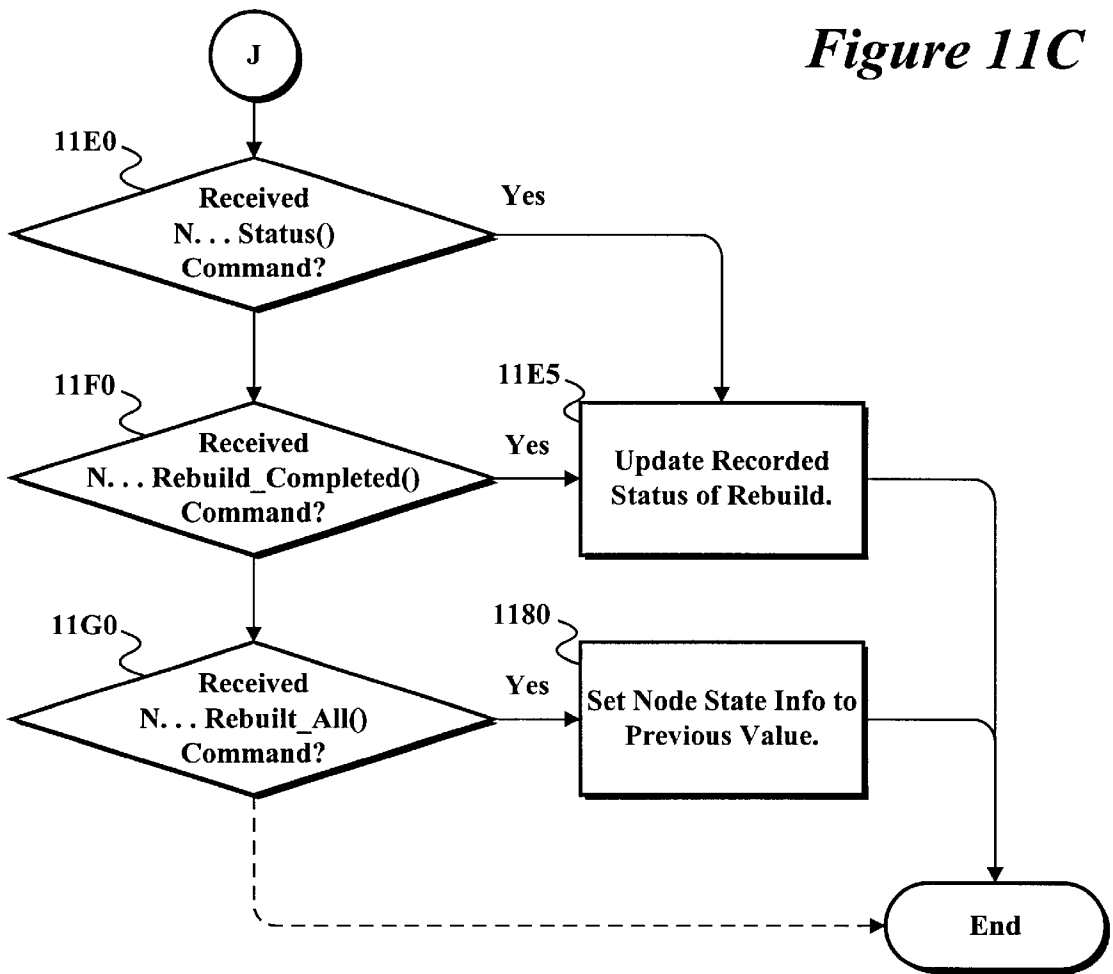 Figure 11C
J
11E0
Received
N. . . Status()
Command?
Yes
11F0
Received
N. . . Rebuild_Completed()
Command?
Yes
11E5
Update Recorded
Status of Rebuild.
11G0
Received
N. . . Rebuilt_All()
Command?
Yes
1180
Set Node State Info to
Previous Value.
End